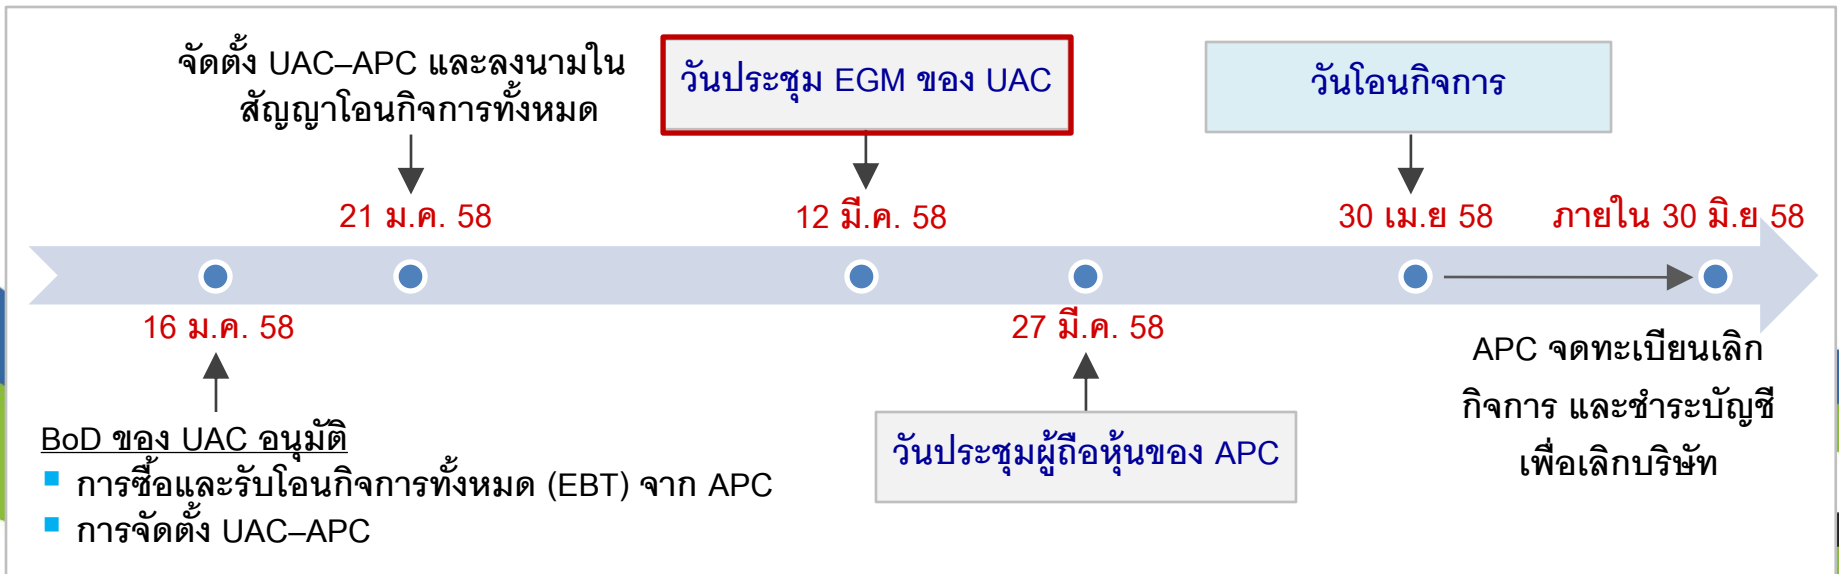 จัดตั้ง UAC–APC และลงนามใน
สัญญาโอนกิจการทั้งหมด
วันประชุม EGM ของ UAC
วันโอนกิจการ
21 ม.ค. 58
12 มี.ค. 58
30 เม.ย 58
ภายใน 30 มิ.ย 58
16 ม.ค. 58
27 มี.ค. 58
BoD ของ UAC อนุมัติ
▪ การซื้อและรับโอนกิจการทั้งหมด (EBT) จาก APC
▪ การจัดตั้ง UAC–APC
วันประชุมผู้ถือหุ้นของ APC
APC จดทะเบียนเลิก
กิจการ และชำระบัญชี
เพื่อเลิกบริษัท